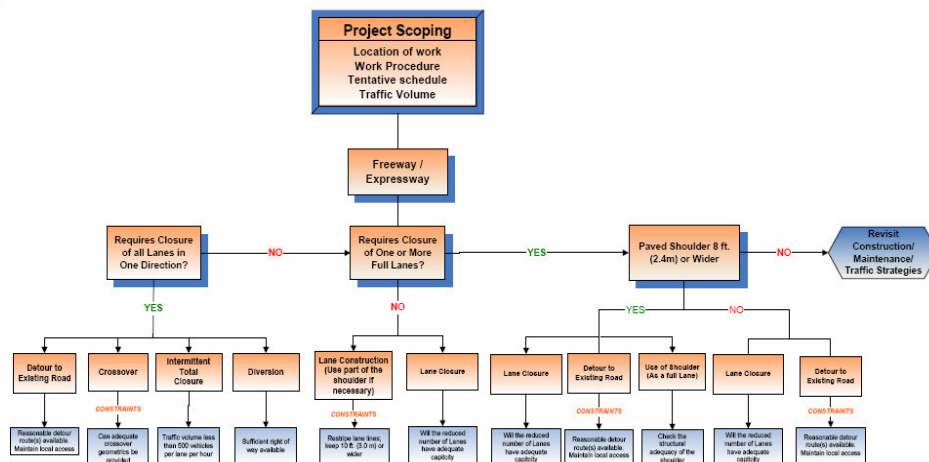 Project Scoping
Location of work
Work Procedure
Tentative schedule
Traffic Volume
Freeway /
Expressway
Requires Closure
of all Lanes in
One Direction?
NO
Requires Closure
of One or More
Full Lanes?
YES
Paved Shoulder 8 ft.
(2.4m) or Wider
NO
Revisit
Construction/
Maintenance/
Traffic Strategies
YES
NO
YES
NO
Detour to
Existing Road
Crossover
Intermittent
Total
Closure
Diversion
Lane Construction
(Use part of the
shoulder if
necessary)
Lane Closure
Lane Closure
Detour to
Existing Road
Use of Shoulder
(As a full Lane)
Lane Closure
Detour to
Existing Road
CONSTRAINTS
CONSTRAINTS
CONSTRAINTS
CONSTRAINTS
Reasonable detour
route(s) available.
Maintain local access
Can adequate
crossover
geometrics be
provided
Traffic volume less
than 500 vehicles
per lane per hour
Sufficient right of
way available
Restripe lane lines;
keep 10 ft. (3.0 m) or
wider
Will the reduced
number of Lanes
have adequate
capitcity
Will the reduced
number of Lanes
have adequate
capitcity
Reasonable detour
route(s) available.
Maintain local access
Check the
structural
adequacy of the
shoulder
Will the reduced
number of Lanes
have adequate
capitcity
Reasonable detour
route(s) available.
Maintain local access